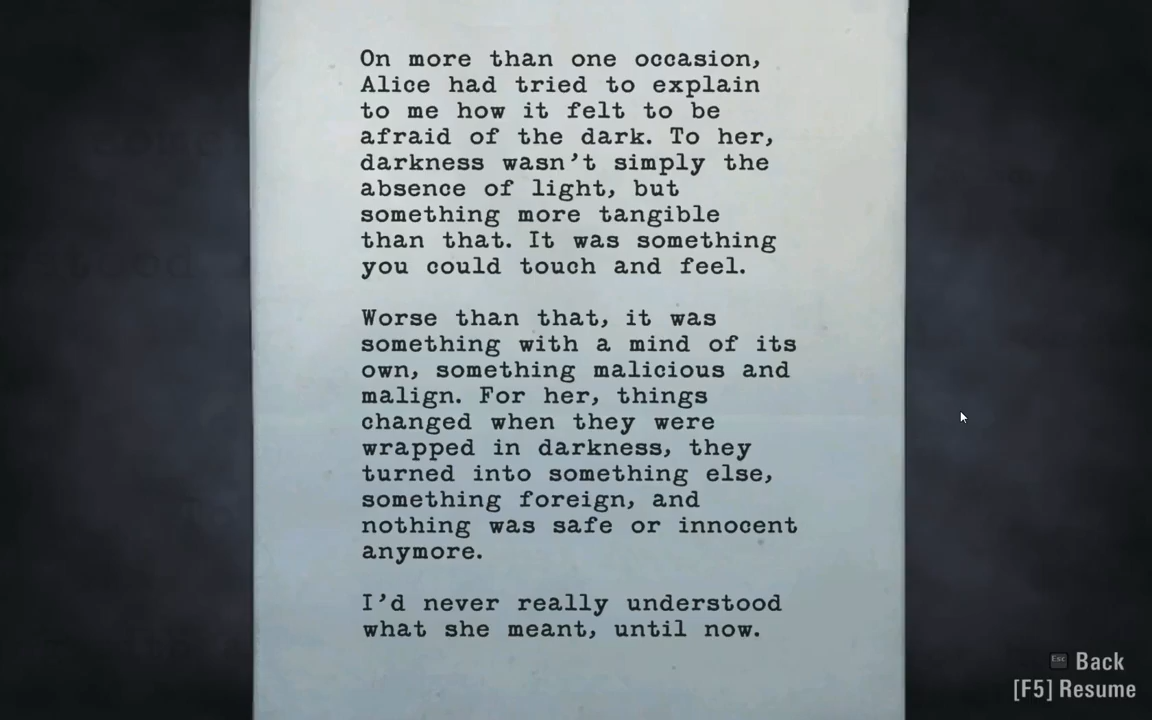 On more than one occasion,
Alice had tried to explain
to me how it felt to be
afraid of the dark. To her,
darkness wasn't simply the
absence of light, but
something more tangible
than that. It was something
you could touch and feel.
Worse than that, it was
something with a mind of its
own, something malicious and
malign. For her, things
changed when they were
wrapped in darkness, they
turned into something else,
something foreign, and
nothing was safe or innocent
anymore.
I'd never really understood
what she meant, until now.
Esc Back
[F5] Resume